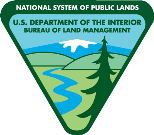 NATIONAL SYSTEM OF PUBLIC LANDS
U.S. DEPARTMENT OF THE INTERIOR
BUREAU OF LAND MANAGEMENT